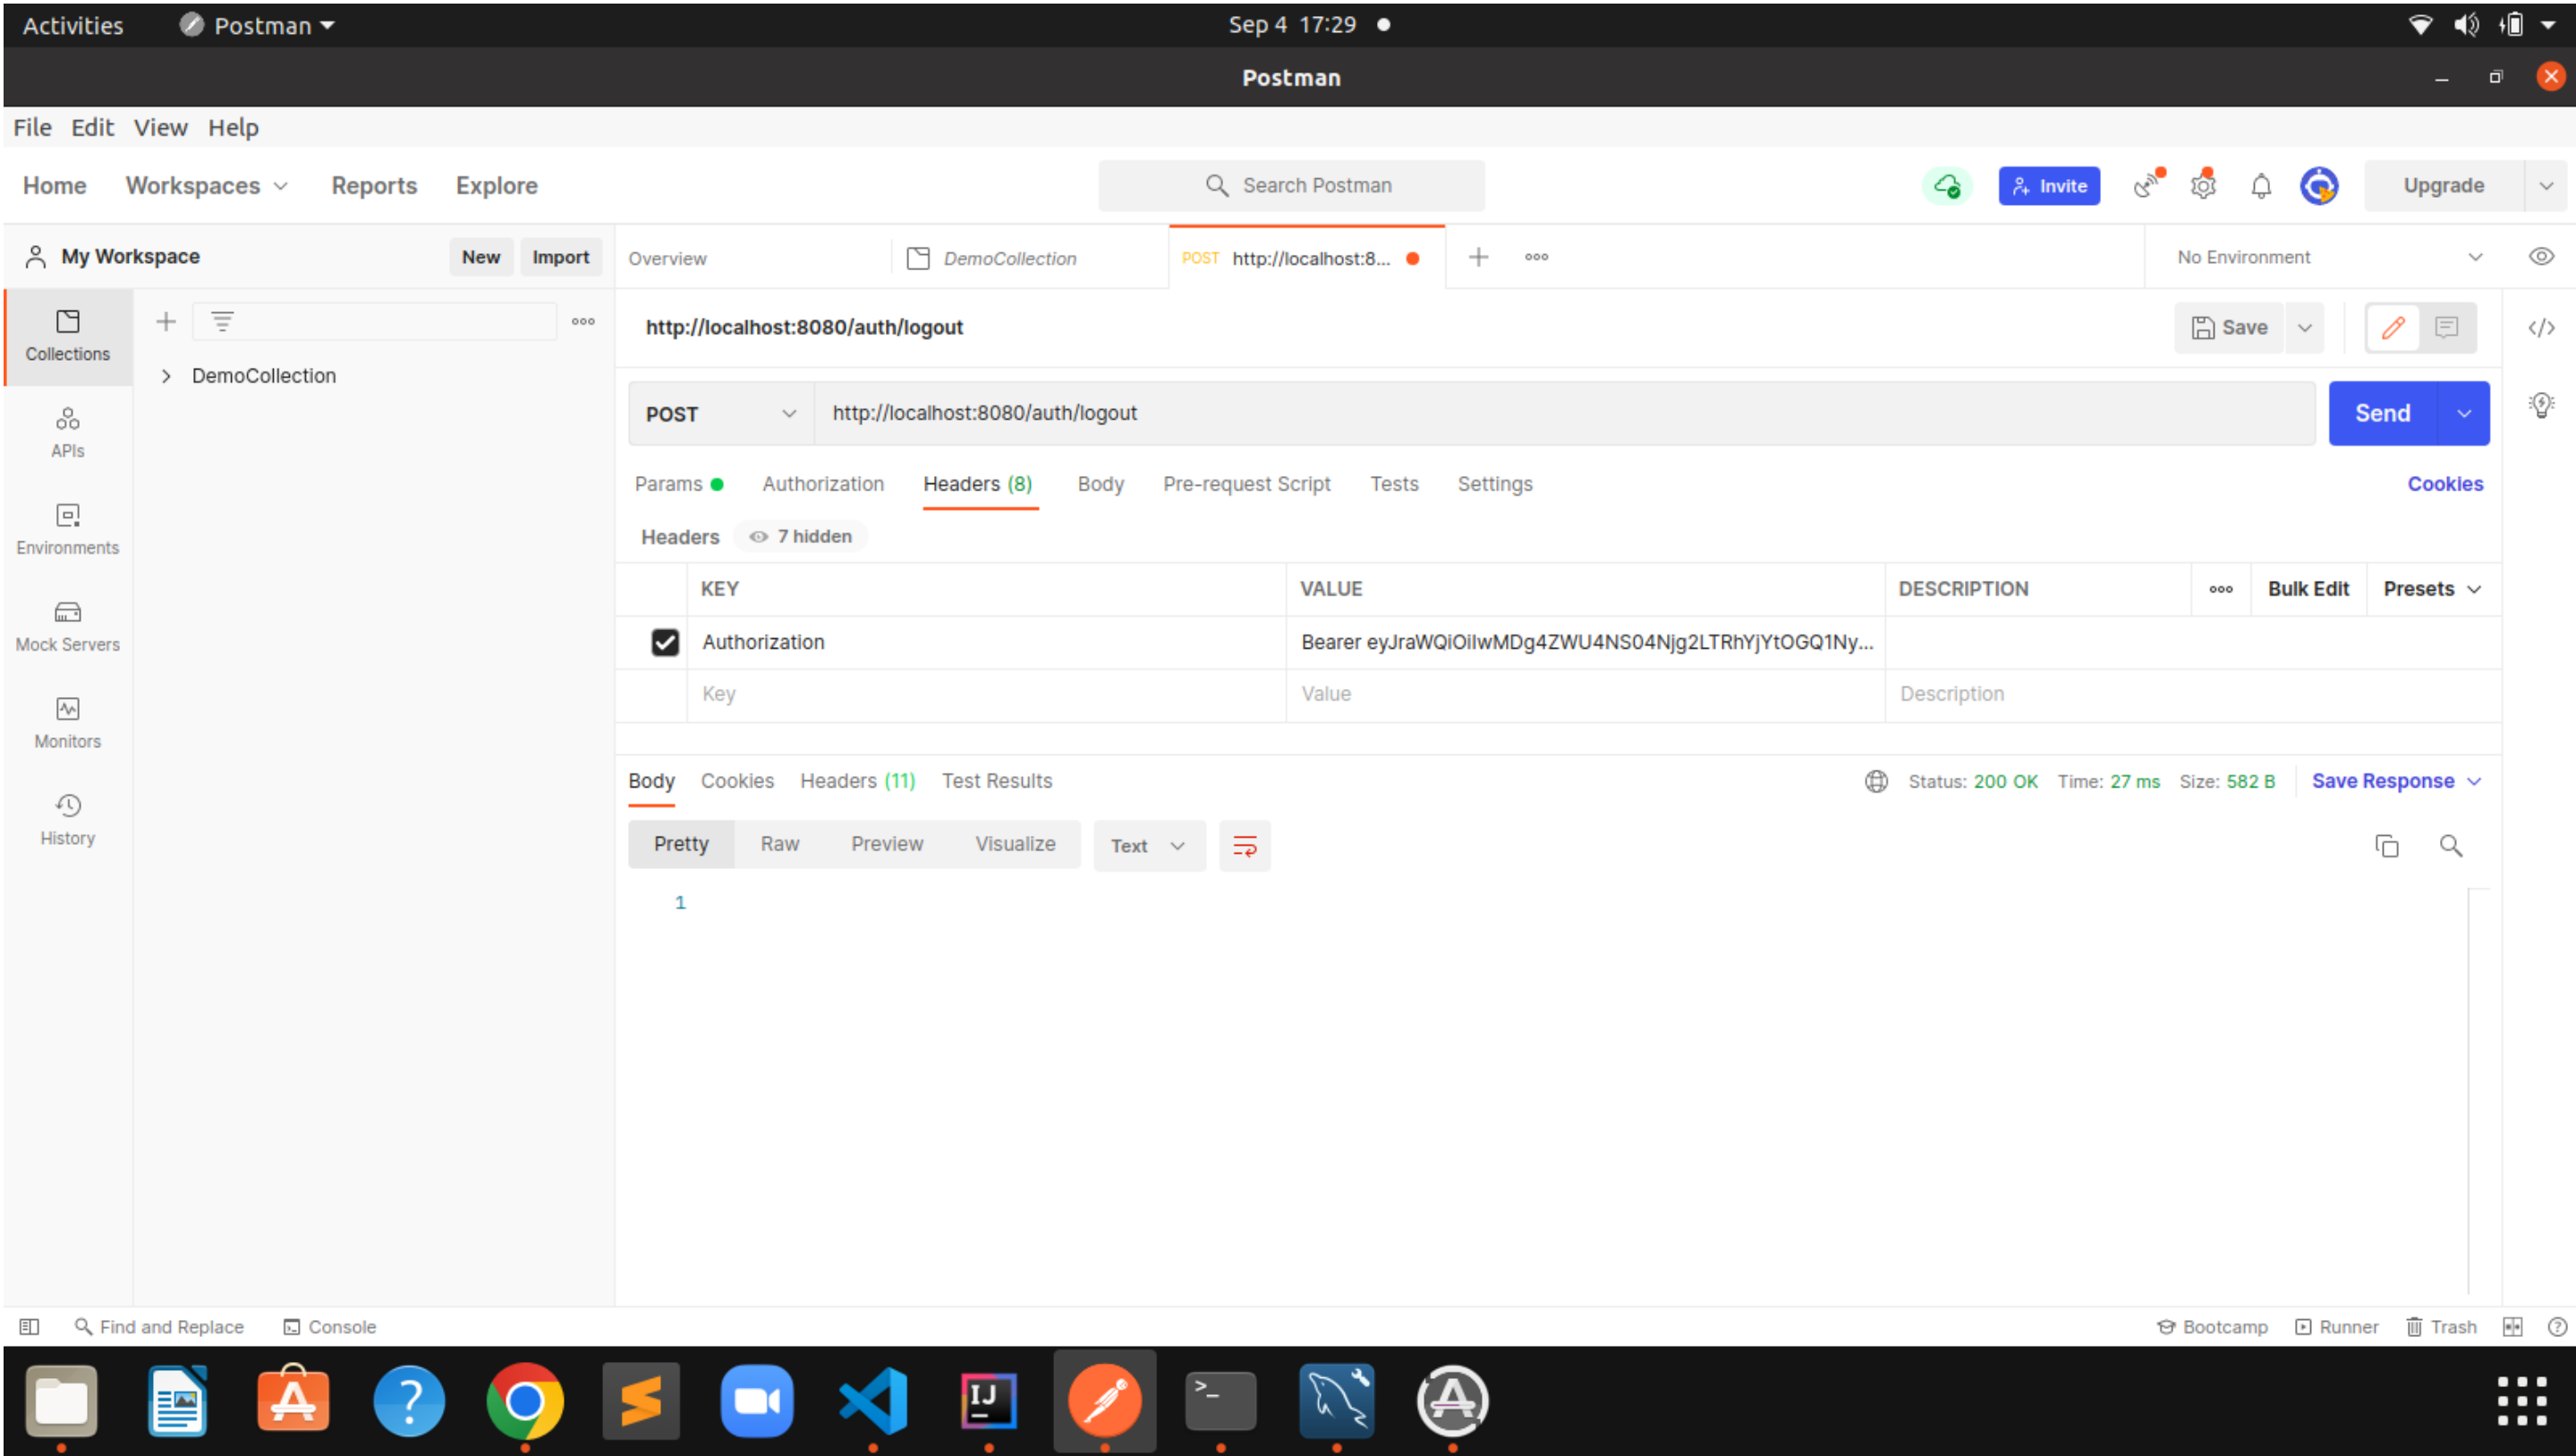 Activities Postman Sep 4 17:29
Postman
File Edit View Help
Home Workspaces Reports Explore Search Postman Invite Upgrade
My Workspace New Import Overview DemoCollection POST http://localhost:8... No Environment
Collections
http://localhost:8080/auth/logout Save
DemoCollection
POST http://localhost:8080/auth/logout Send
APIs
Params Authorization Headers (8) Body Pre-request Script Tests Settings Cookies
Environments
Headers 7 hidden
KEY VALUE DESCRIPTION Bulk Edit Presets
Mock Servers
Authorization Bearer eyJraWQiOiIwMDg4ZWU4NS04Njg2LTRhYjYtOGQ1Ny...
Key Value Description
Monitors
Body Cookies Headers (11) Test Results Status: 200 OK Time: 27 ms Size: 582 B Save Response
History
Pretty Raw Preview Visualize Text
1
Find and Replace Console Bootcamp Runner Trash
IJ
>_